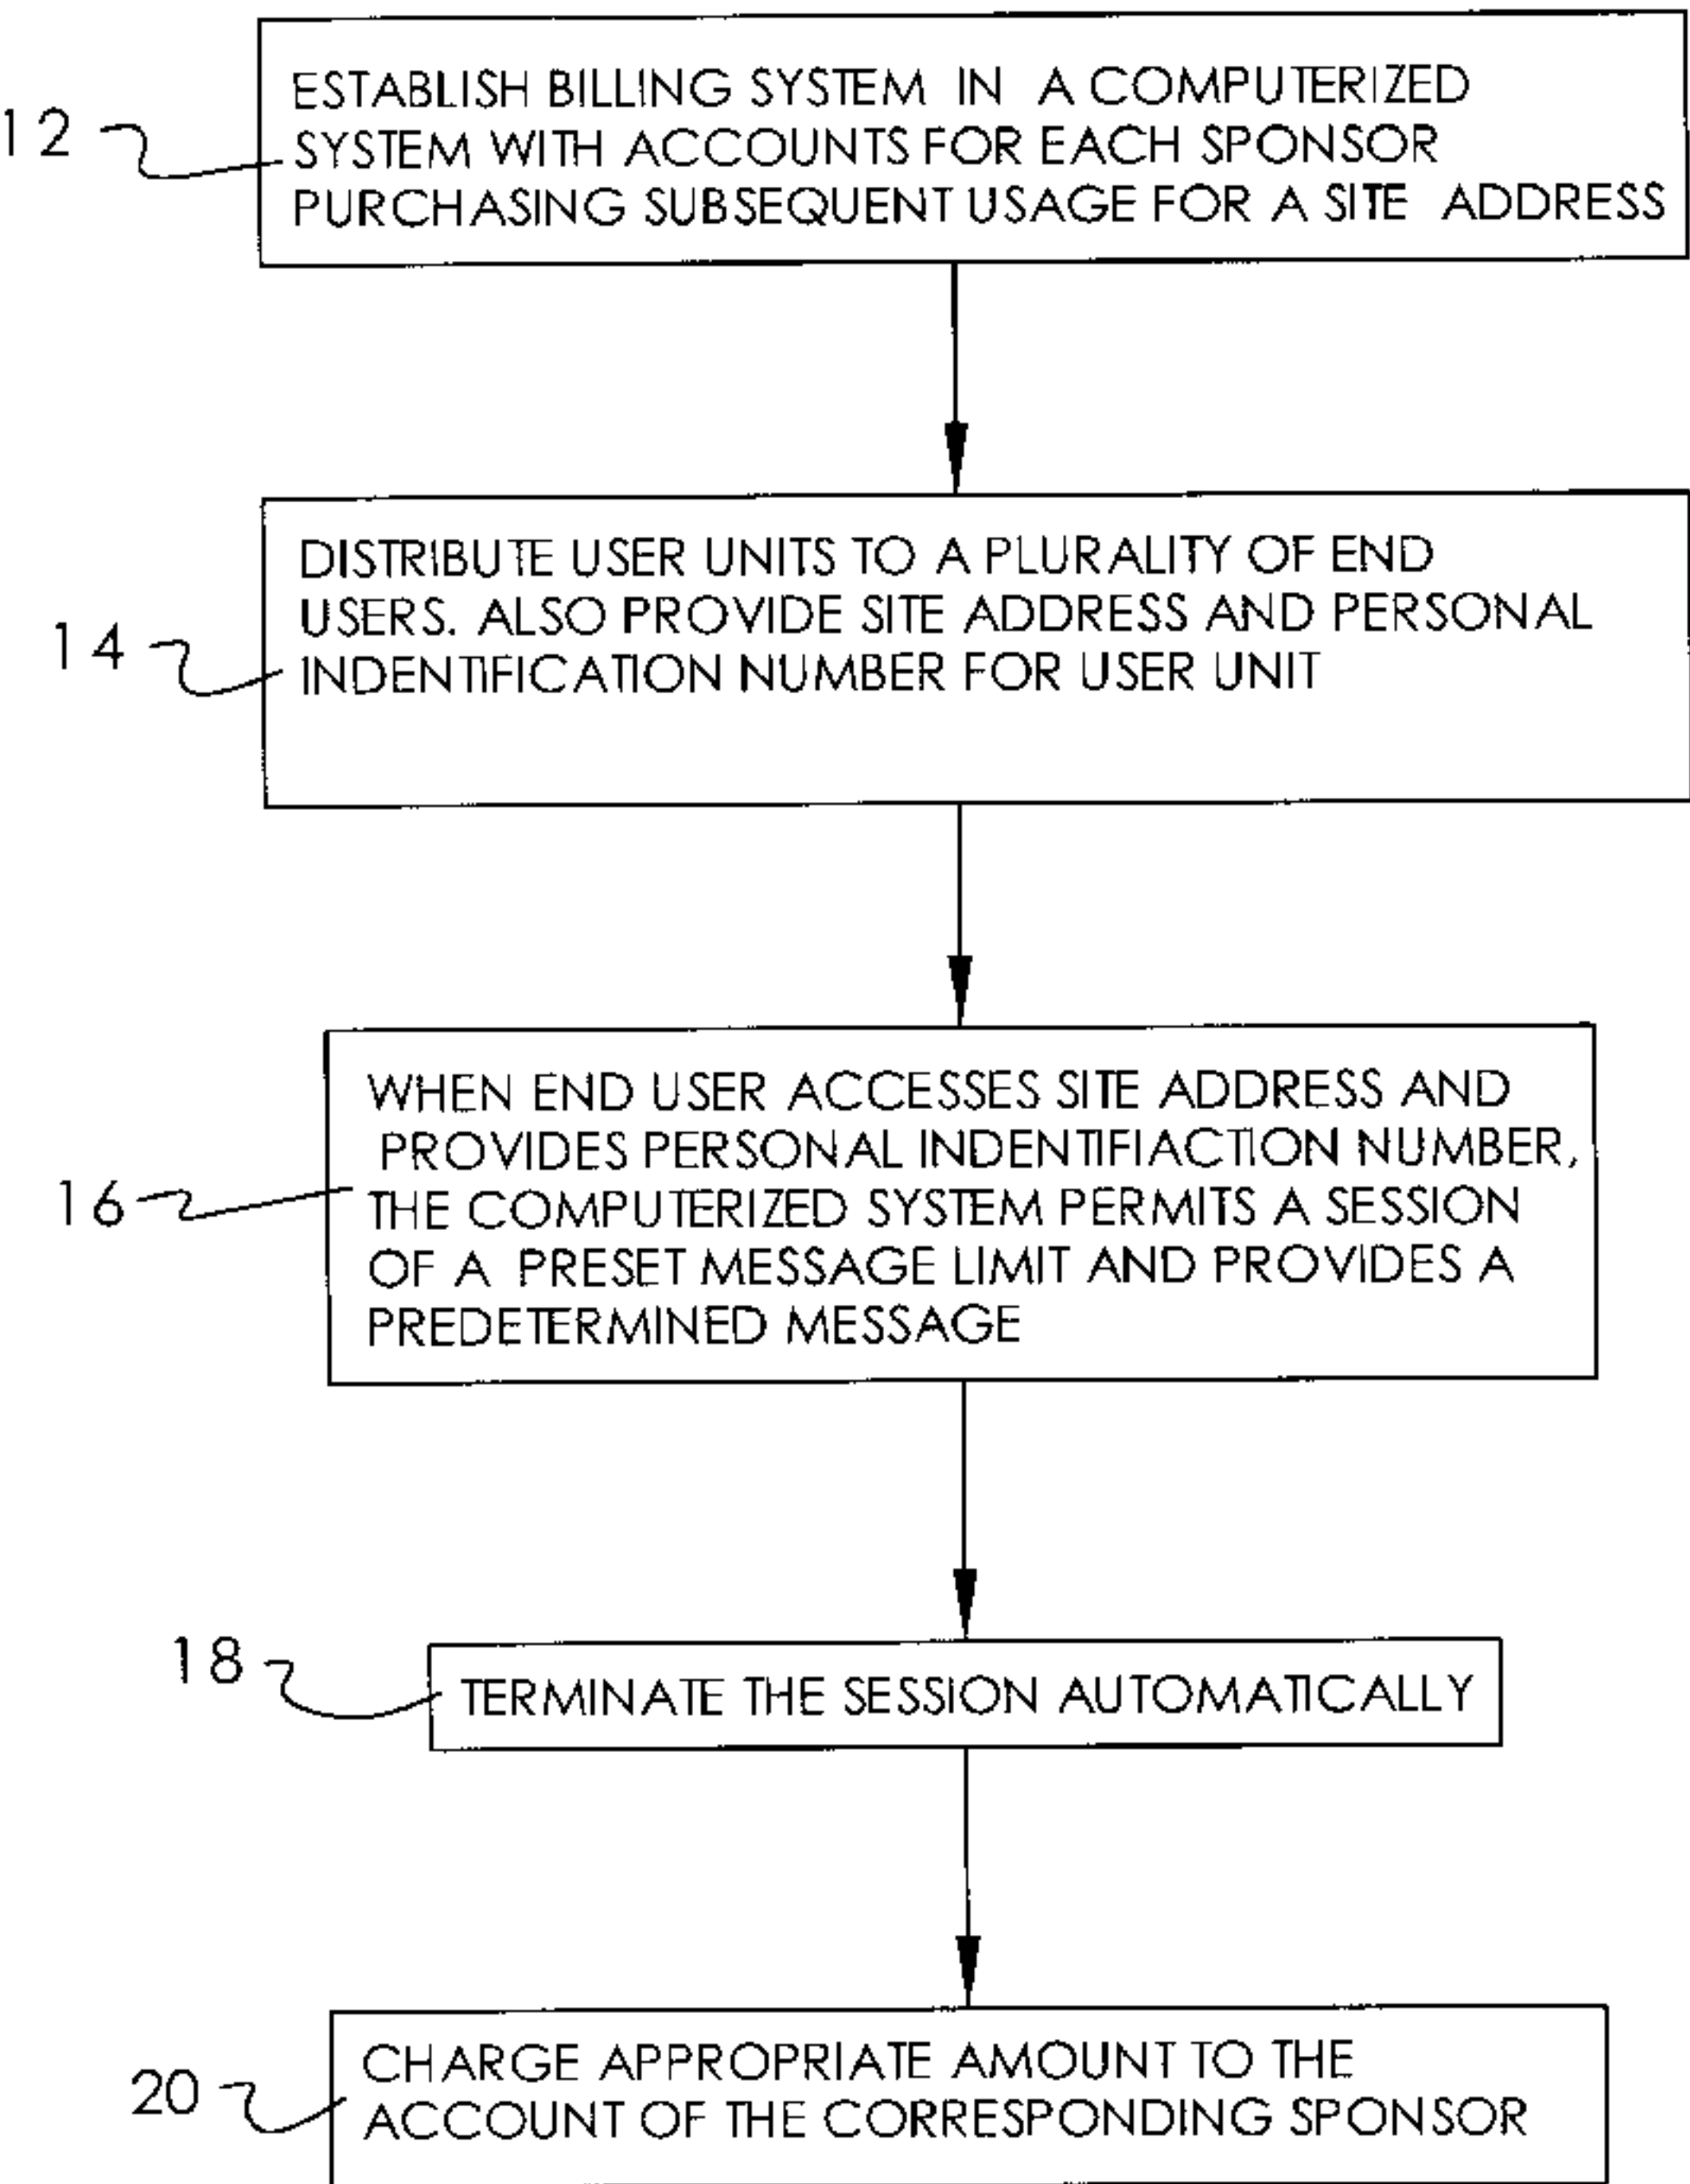 12
ESTABLISH BILLING SYSTEM IN A COMPUTERIZED
SYSTEM WITH ACCOUNTS FOR EACH SPONSOR
PURCHASING SUBSEQUENT USAGE FOR A SITE ADDRESS
14
DISTRIBUTE USER UNITS TO A PLURALITY OF END
USERS. ALSO PROVIDE SITE ADDRESS AND PERSONAL
INDENTIFICATION NUMBER FOR USER UNIT
16
WHEN END USER ACCESSES SITE ADDRESS AND
PROVIDES PERSONAL INDENTIFIACTION NUMBER,
THE COMPUTERIZED SYSTEM PERMITS A SESSION
OF A PRESET MESSAGE LIMIT AND PROVIDES A
PREDETERMINED MESSAGE
18
TERMINATE THE SESSION AUTOMATICALLY
20
CHARGE APPROPRIATE AMOUNT TO THE
ACCOUNT OF THE CORRESPONDING SPONSOR